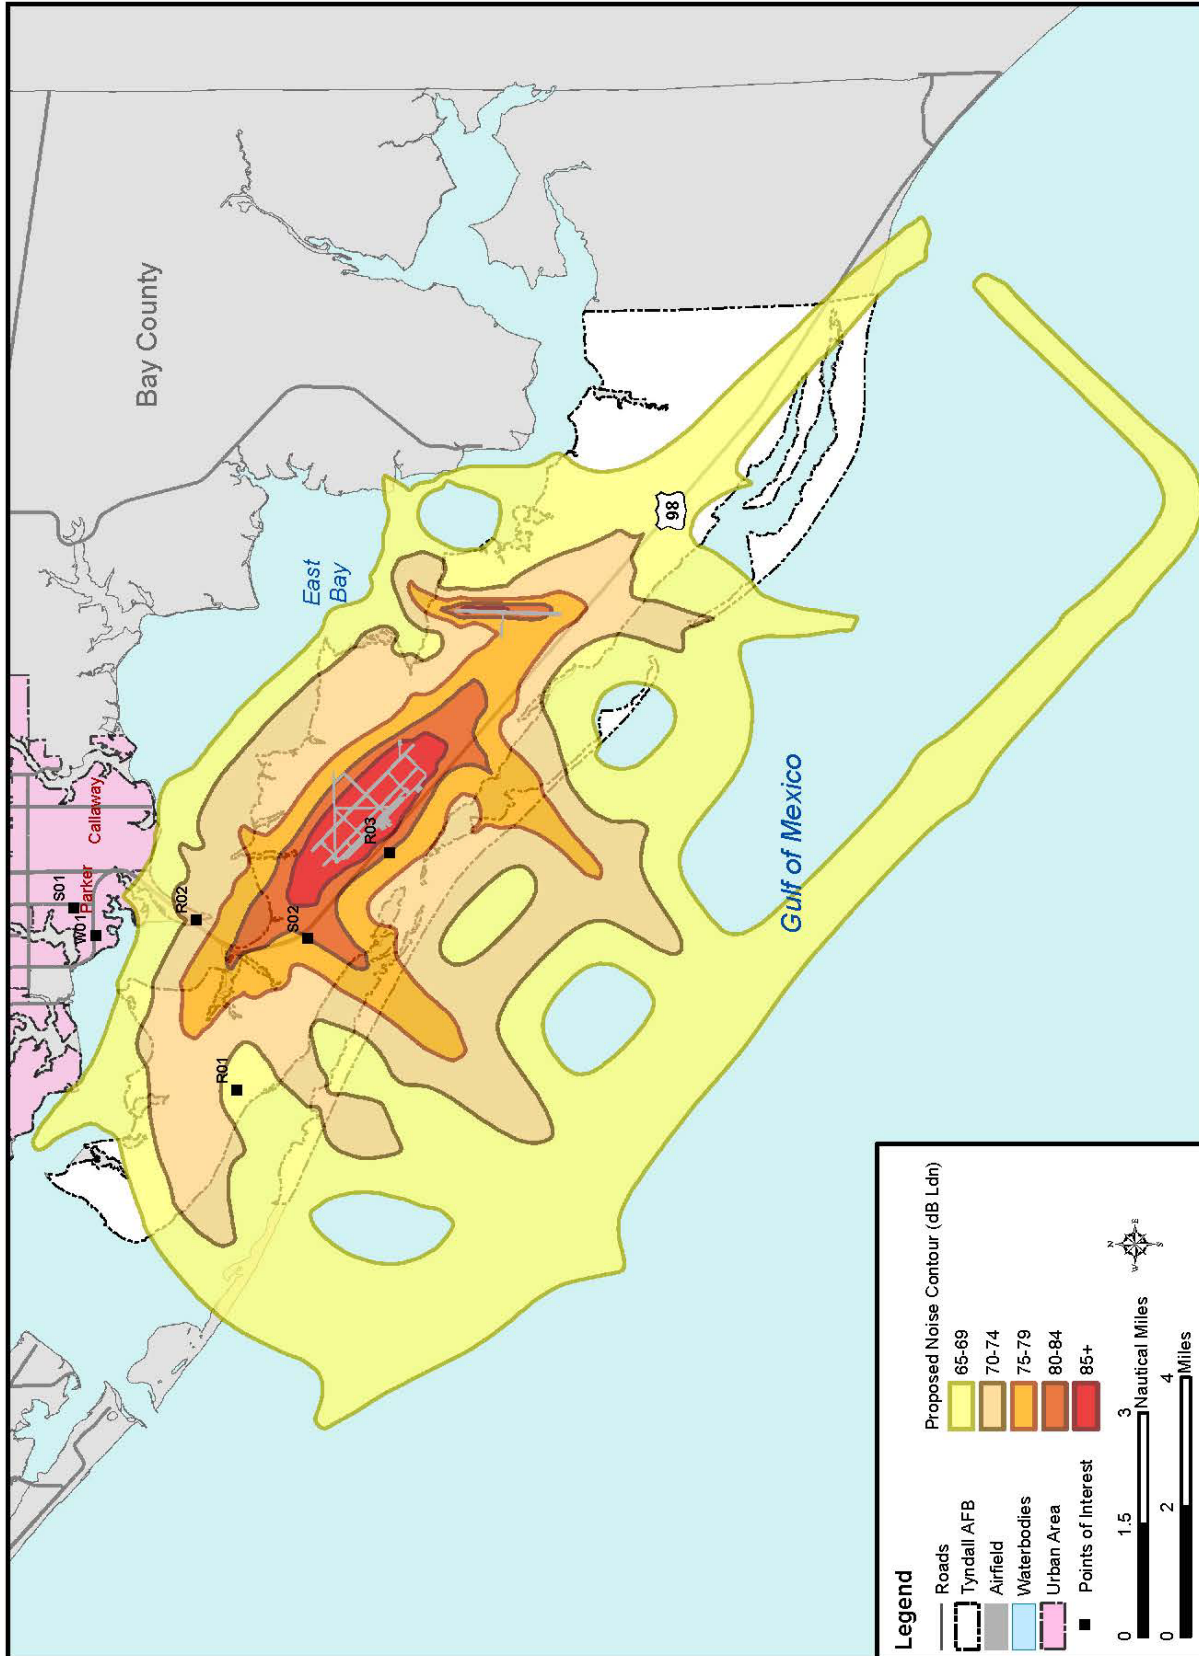 Bay County
East
Bay
98
Callaway
Parker
S01
W01
R02
S02
R03
R01
Gulf of Mexico
Legend
Roads
Tyndall AFB
Airfield
Waterbodies
Urban Area
Points of Interest
Proposed Noise Contour (dB Ldn)
65-69
70-74
75-79
80-84
85+
N
W
E
S
0 1.5 3 Nautical Miles
0 2 4 Miles